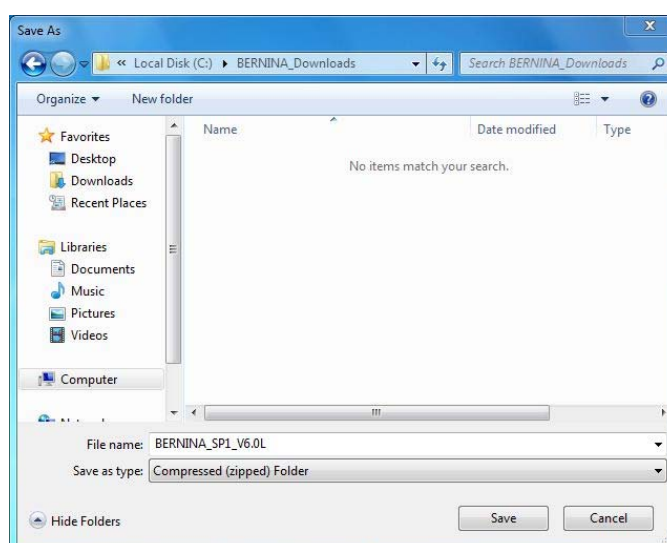 Save As
« Local Disk (C:) ▸ BERNINA_Downloads
Search BERNINA_Downloads
Organize ▾ New folder
Name Date modified Type
No items match your search.
Favorites
Desktop
Downloads
Recent Places
Libraries
Documents
Music
Pictures
Videos
Computer
File name: BERNINA_SP1_V6.0L
Save as type: Compressed (zipped) Folder
Hide Folders Save Cancel